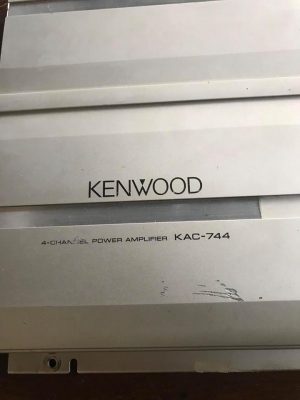 KENWOOD
4-CHANNEL POWER AMPLIFIER KAC-744